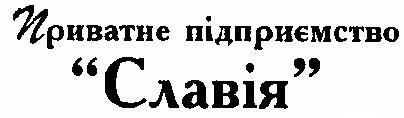 Приватне підприємство
“Славія”